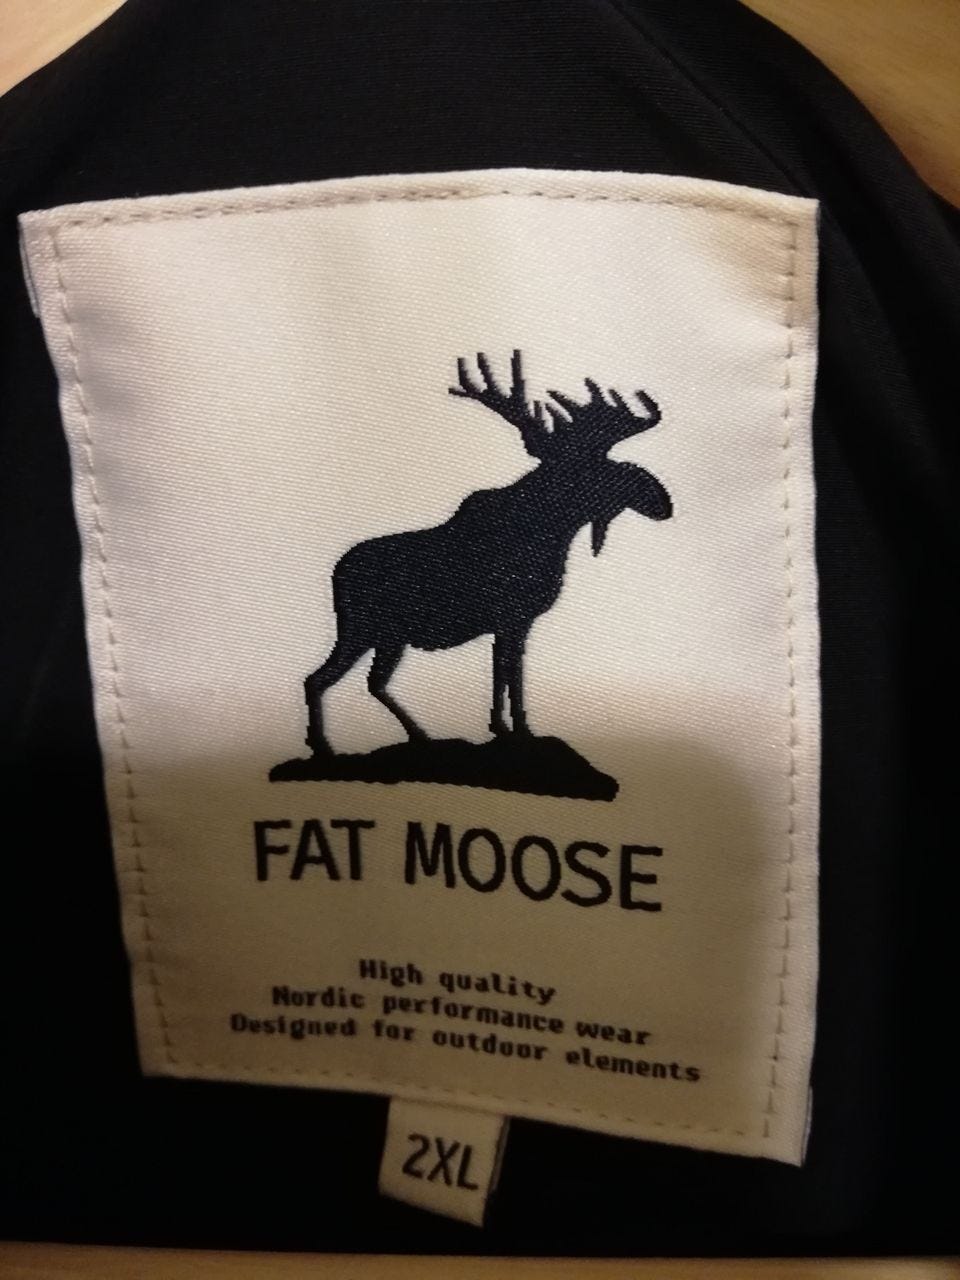 FAT MOOSE
High quality
Nordic performance wear
Designed for outdoor elements
2XL